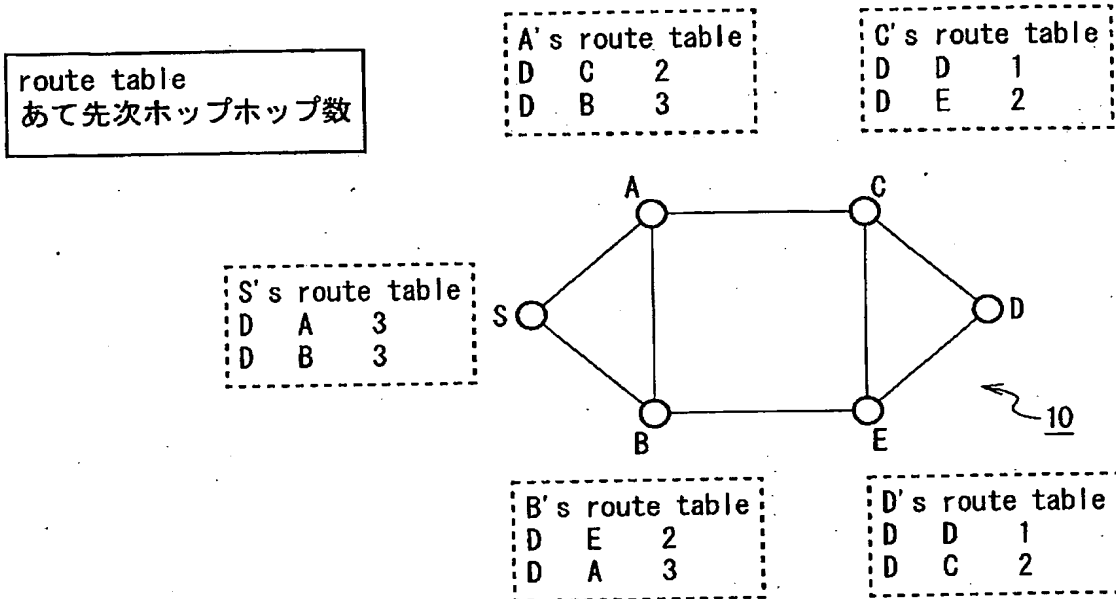 route table
あて先次ホップホップ数
A's route table
D C 2
D B 3
C's route table
D D 1
D E 2
A
C
S's route table
D A 3
D B 3
S
D
10
B
E
B's route table
D E 2
D A 3
D's route table
D D 1
D C 2